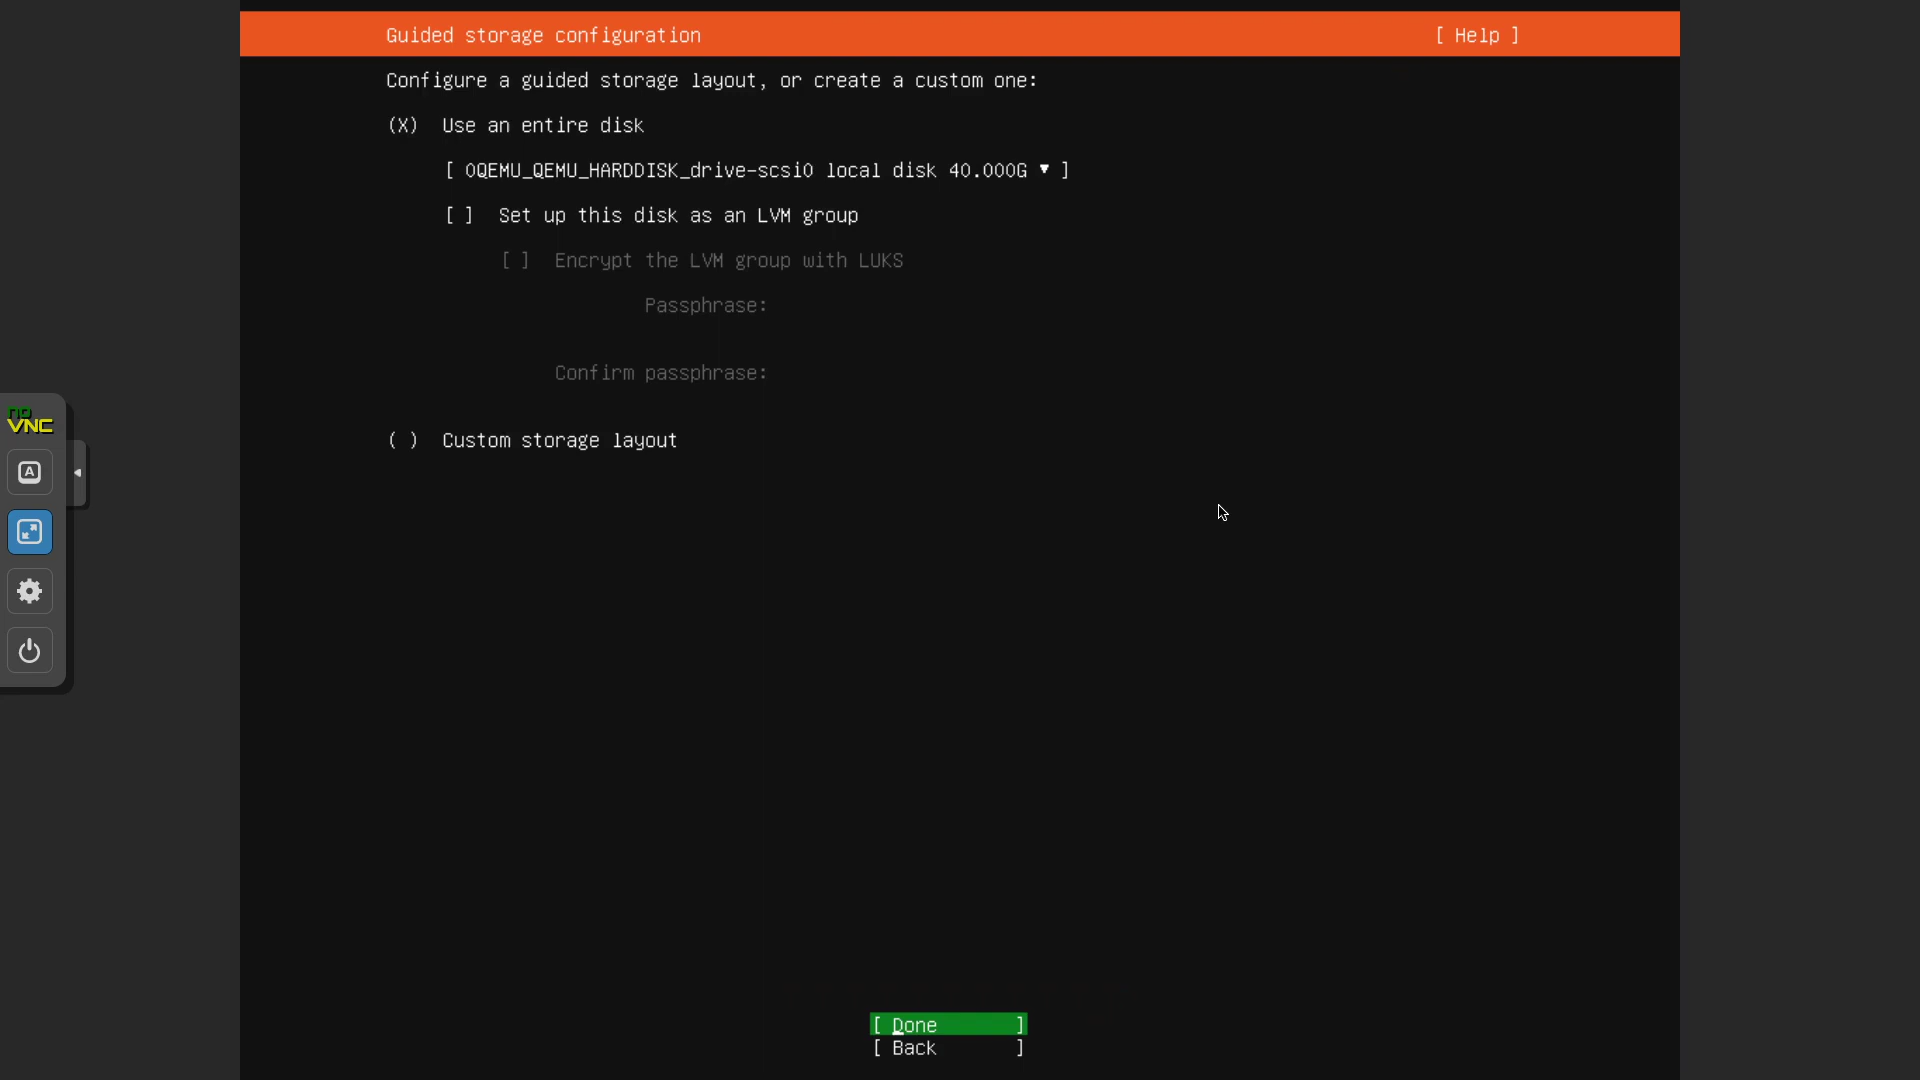 Guided storage configuration [ Help ]
Configure a guided storage layout, or create a custom one:
(X) Use an entire disk
[ 0QEMU_QEMU_HARDDISK_drive-scsi0 local disk 40.000G ▾ ]
[ ] Set up this disk as an LVM group
[ ] Encrypt the LVM group with LUKS
Passphrase:
Confirm passphrase:
no
VNC
A
( ) Custom storage layout
[ Done ]
[ Back ]